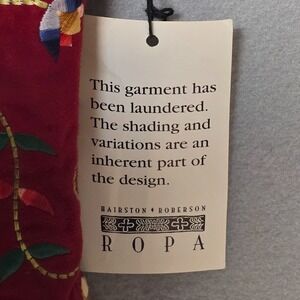 This garment has
been laundered.
The shading and
variations are an
inherent part of
the design.
HAIRSTON • ROBERSON
ROPA